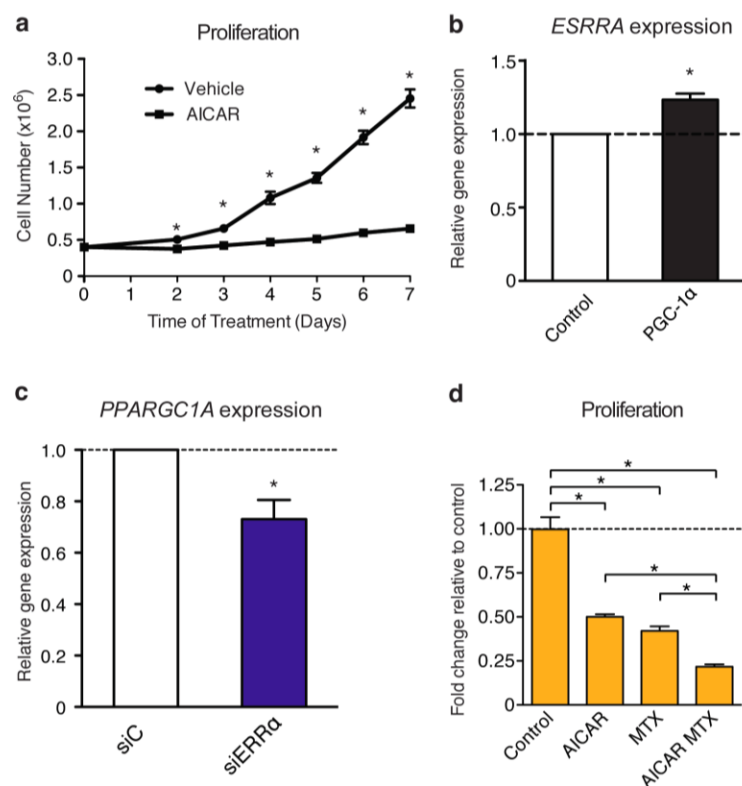 a
Proliferation
Cell Number (x10⁶)
3.0
2.5
2.0
1.5
1.0
0.5
0
Vehicle
AICAR
*
*
*
*
*
*
0 1 2 3 4 5 6 7
Time of Treatment (Days)
b
ESRRA expression
Relative gene expression
1.5
1.0
0.5
0
*
Control
PGC-1α
c
PPARGC1A expression
Relative gene expression
1.0
0.8
0.6
0.4
0.2
0
*
siC
siERRα
d
Proliferation
Fold change relative to control
1.25
1.00
0.75
0.50
0.25
0
*
*
*
*
*
Control
AICAR
MTX
AICAR MTX